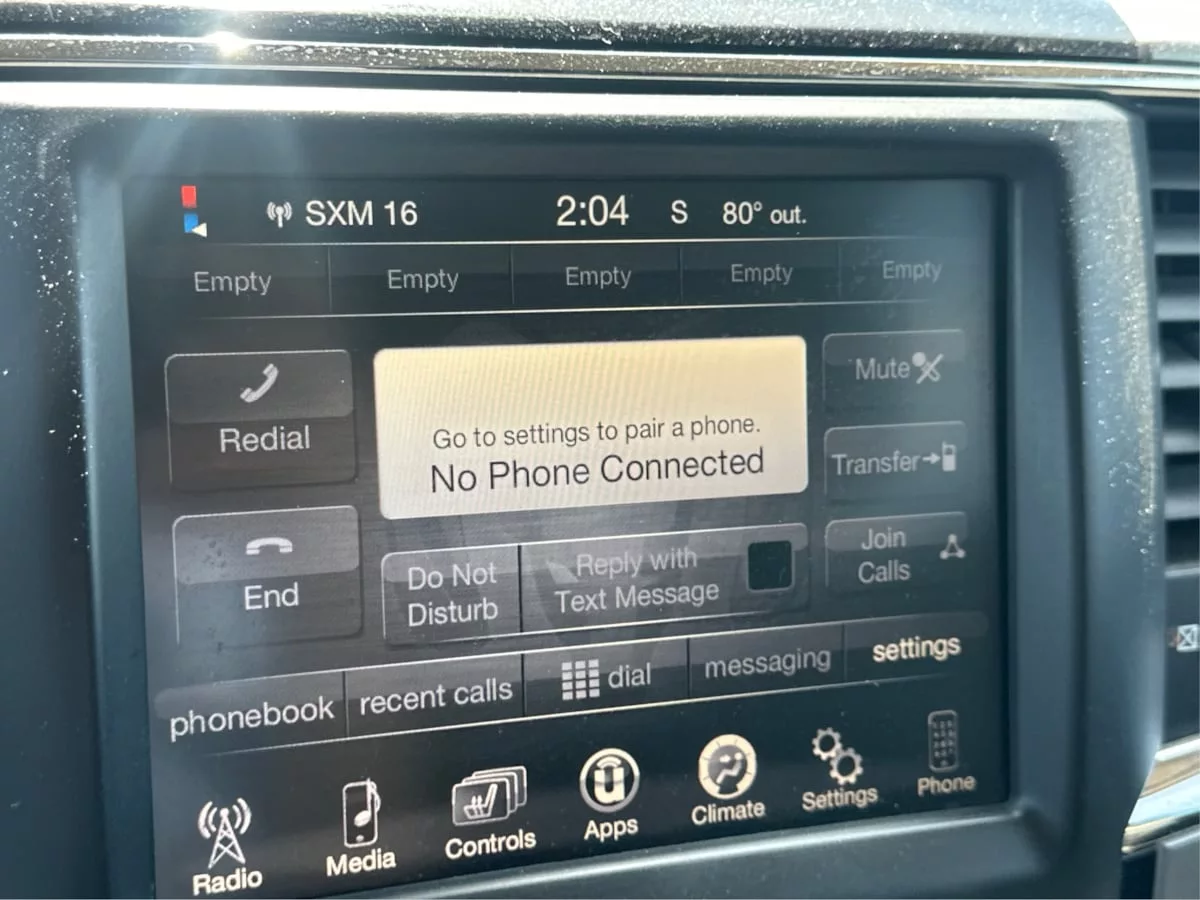 SXM 16 2:04 S 80° out.
Empty Empty Empty Empty Empty
Redial
Go to settings to pair a phone.
No Phone Connected
Mute
Transfer
End
Do Not
Disturb
Reply with
Text Message
Join
Calls
phonebook recent calls dial messaging settings
Radio Media Controls Apps Climate Settings Phone